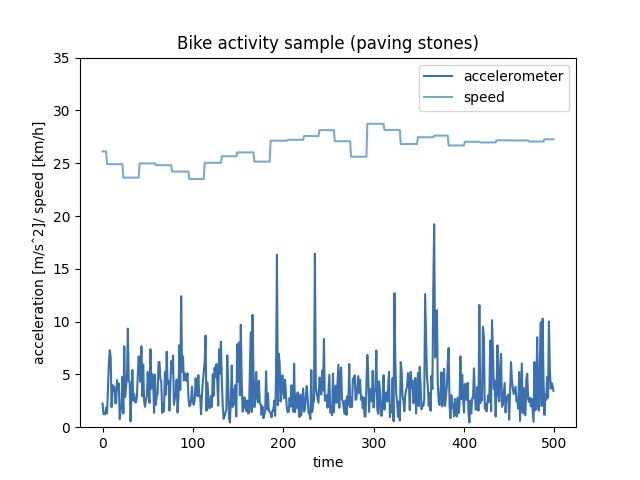 Bike activity sample (paving stones)
accelerometer
speed
35
30
25
20
15
10
5
0
acceleration [m/sˆ2]/ speed [km/h]
0 100 200 300 400 500
time